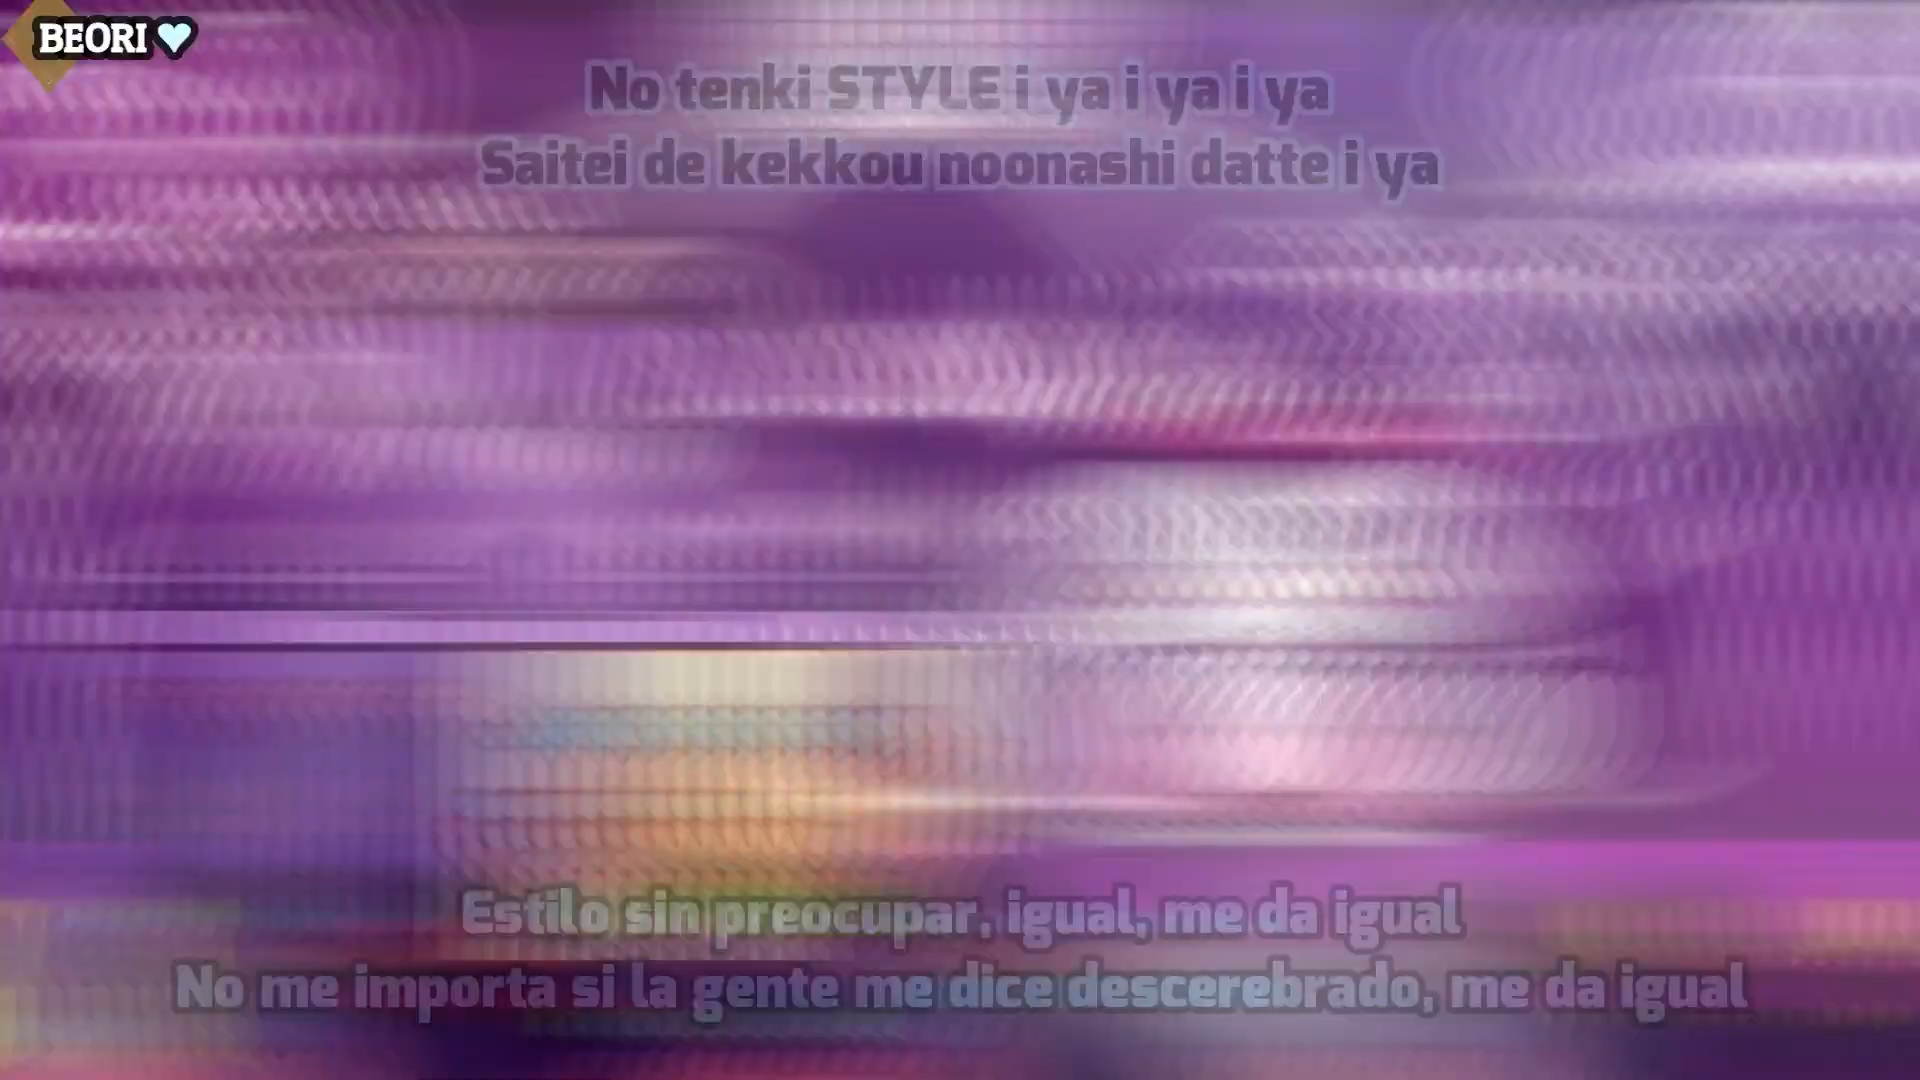 BEORI
No tenki STYLE i ya i ya i ya
Saitei de kekkou noonashi datte i ya
Estilo sin preocupar, igual, me da igual
No me importa si la gente me dice descerebrado, me da igual